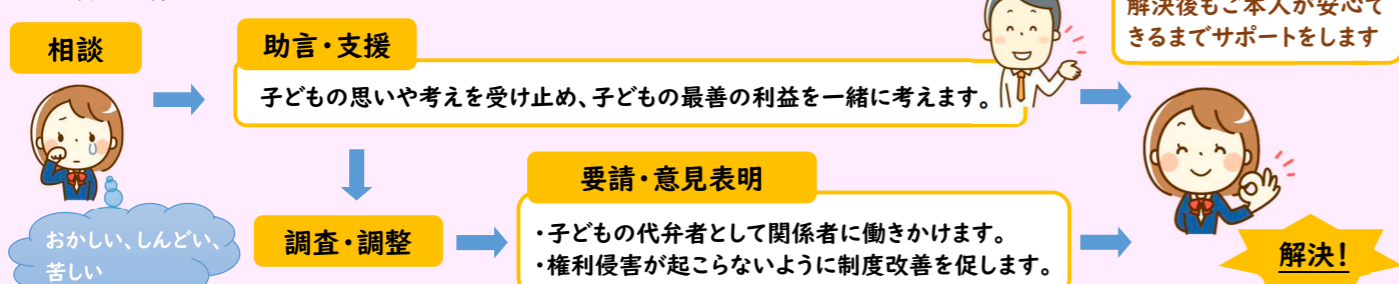 解決後もご本人が安心で
きるまでサポートをします
相談
助言・支援
子どもの思いや考えを受け止め、子どもの最善の利益を一緒に考えます。
おかしい、しんどい、
苦しい
調査・調整
要請・意見表明
・子どもの代弁者として関係者に働きかけます。
・権利侵害が起こらないように制度改善を促します。
解決!